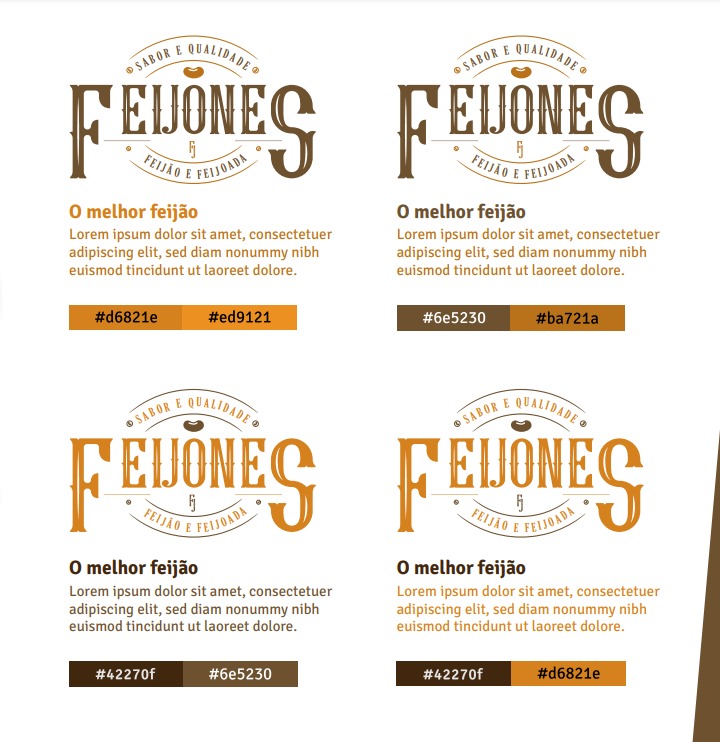 SABOR E QUALIDADE
FEIJONES
FJ
FEIJÃO E FEIJOADA
O melhor feijão
Lorem ipsum dolor sit amet, consectetuer
adipiscing elit, sed diam nonummy nibh
euismod tincidunt ut laoreet dolore.
#d6821e #ed9121
SABOR E QUALIDADE
FEIJONES
FJ
FEIJÃO E FEIJOADA
O melhor feijão
Lorem ipsum dolor sit amet, consectetuer
adipiscing elit, sed diam nonummy nibh
euismod tincidunt ut laoreet dolore.
#6e5230 #ba721a
SABOR E QUALIDADE
FEIJONES
FJ
FEIJÃO E FEIJOADA
O melhor feijão
Lorem ipsum dolor sit amet, consectetuer
adipiscing elit, sed diam nonummy nibh
euismod tincidunt ut laoreet dolore.
#42270f #6e5230
SABOR E QUALIDADE
FEIJONES
FJ
FEIJÃO E FEIJOADA
O melhor feijão
Lorem ipsum dolor sit amet, consectetuer
adipiscing elit, sed diam nonummy nibh
euismod tincidunt ut laoreet dolore.
#42270f #d6821e